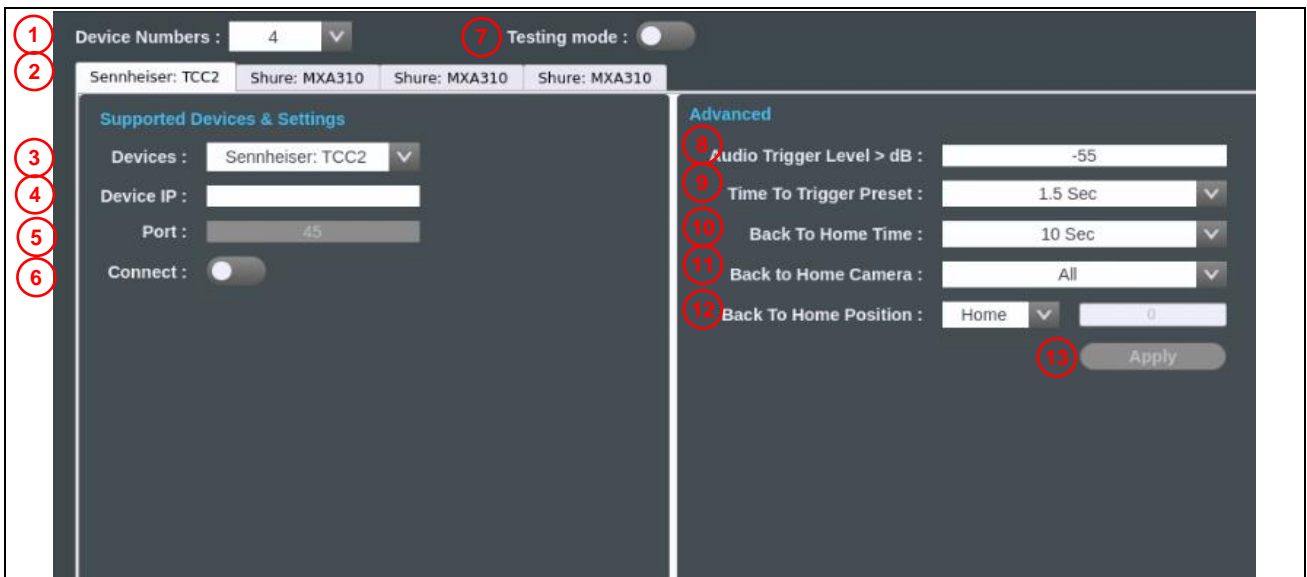 1 Device Numbers : 4 7 Testing mode :
2 Sennheiser: TCC2 Shure: MXA310 Shure: MXA310 Shure: MXA310
Supported Devices & Settings
3 Devices : Sennheiser: TCC2
4 Device IP :
5 Port : 45
6 Connect :
Advanced
8 Audio Trigger Level > dB : -55
9 Time To Trigger Preset : 1.5 Sec
10 Back To Home Time : 10 Sec
11 Back to Home Camera : All
12 Back To Home Position : Home 0
13 Apply